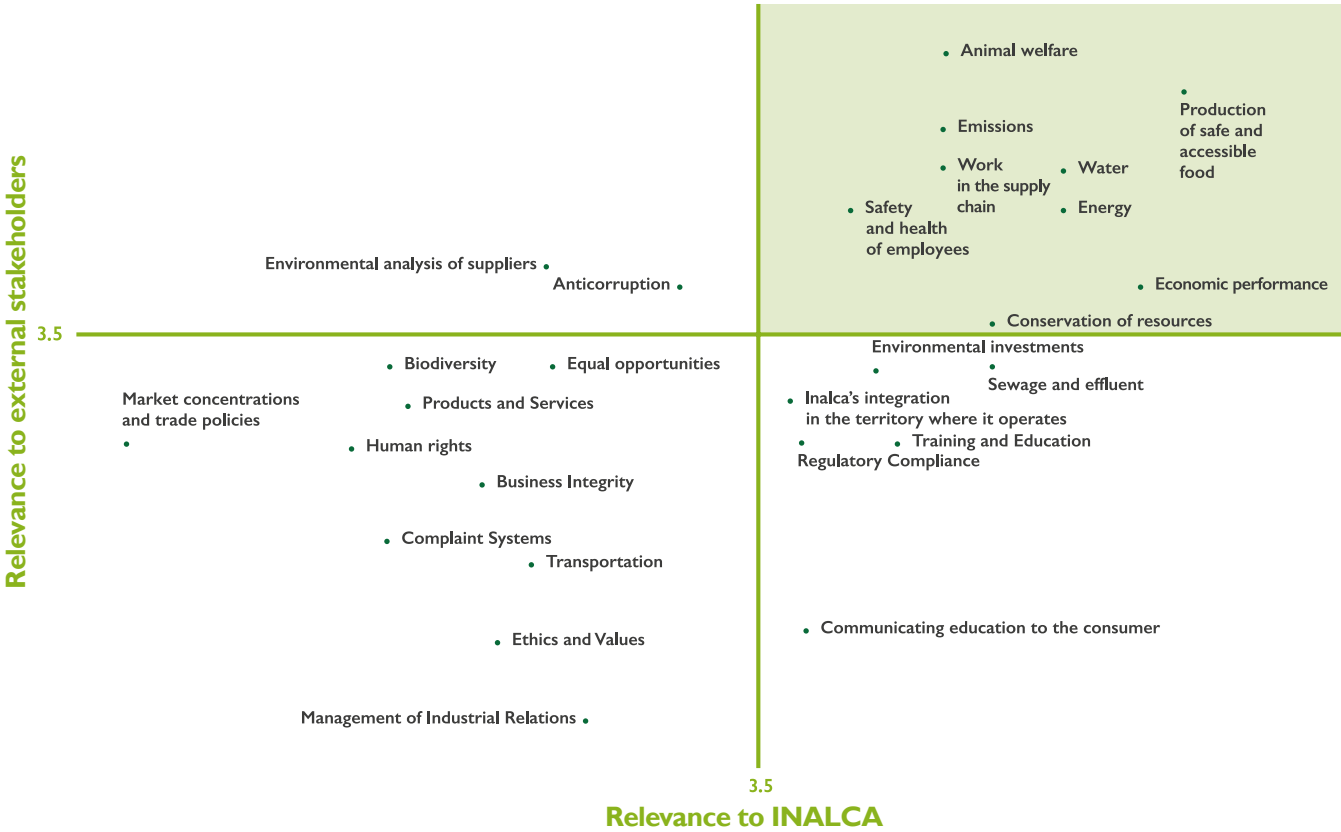 Animal welfare
Production
of safe and
accessible
food
Emissions
Work
in the supply
chain
Water
Safety
and health
of employees
Energy
Environmental analysis of suppliers
Anticorruption
Economic performance
Conservation of resources
Relevance to external stakeholders
3.5
Environmental investments
Biodiversity
Equal opportunities
Sewage and effluent
Market concentrations
and trade policies
Products and Services
Inalca’s integration
in the territory where it operates
Human rights
Training and Education
Regulatory Compliance
Business Integrity
Complaint Systems
Transportation
Communicating education to the consumer
Ethics and Values
Management of Industrial Relations
3.5
Relevance to INALCA